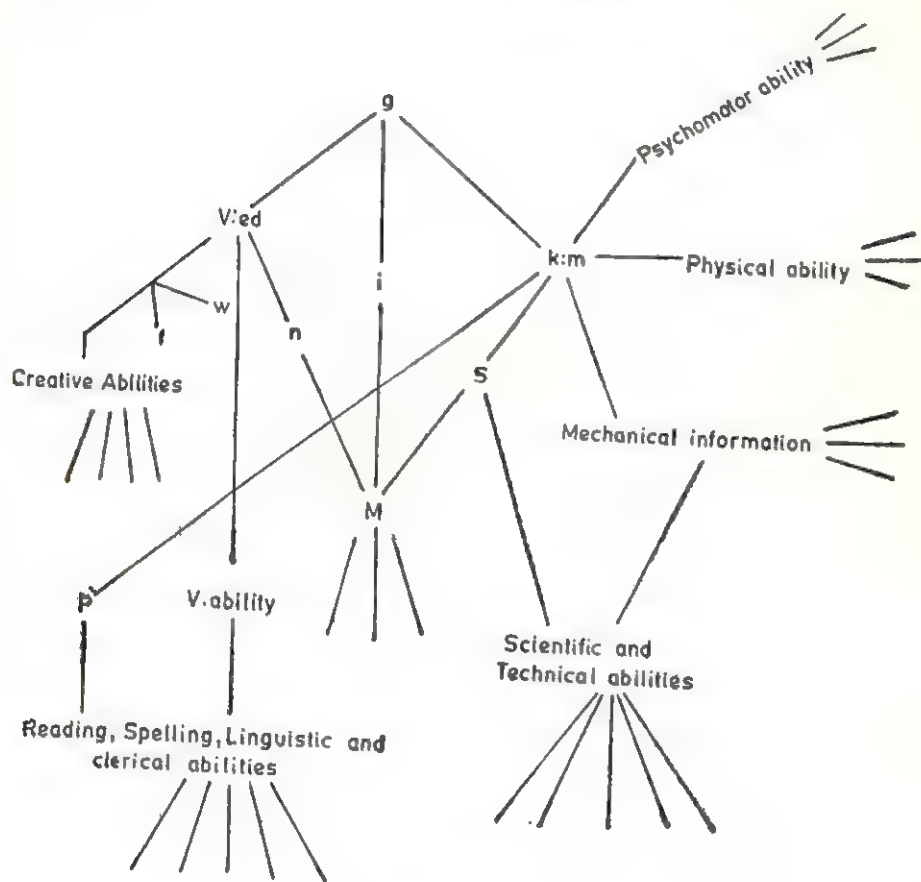 g
Psychomator ability
V:ed
k:m
Physical ability
i
w
n
f
S
Creative Abilities
Mechanical information
M
p
V.ability
Scientific and
Technical abilities
Reading, Spelling, Linguistic and
clerical abilities